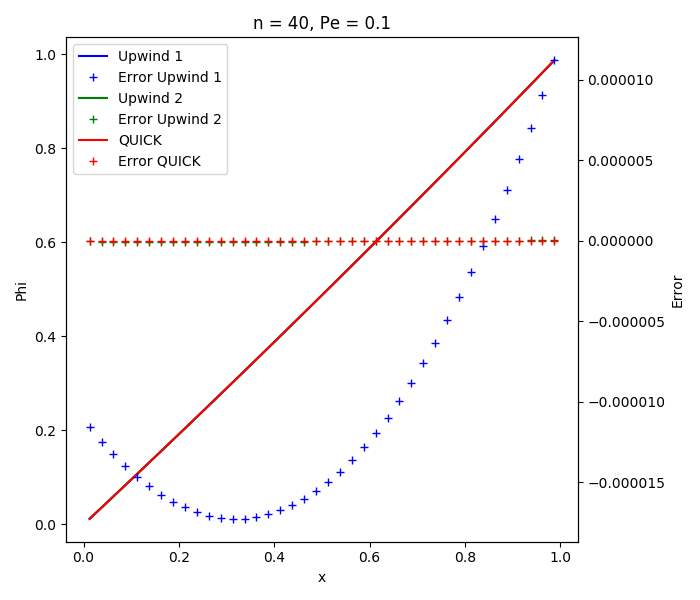 n = 40, Pe = 0.1
Upwind 1
Error Upwind 1
Upwind 2
Error Upwind 2
QUICK
Error QUICK
1.0
0.8
0.6
0.4
0.2
0.0
Phi
0.000010
0.000005
0.000000
−0.000005
−0.000010
−0.000015
Error
0.0 0.2 0.4 0.6 0.8 1.0
x